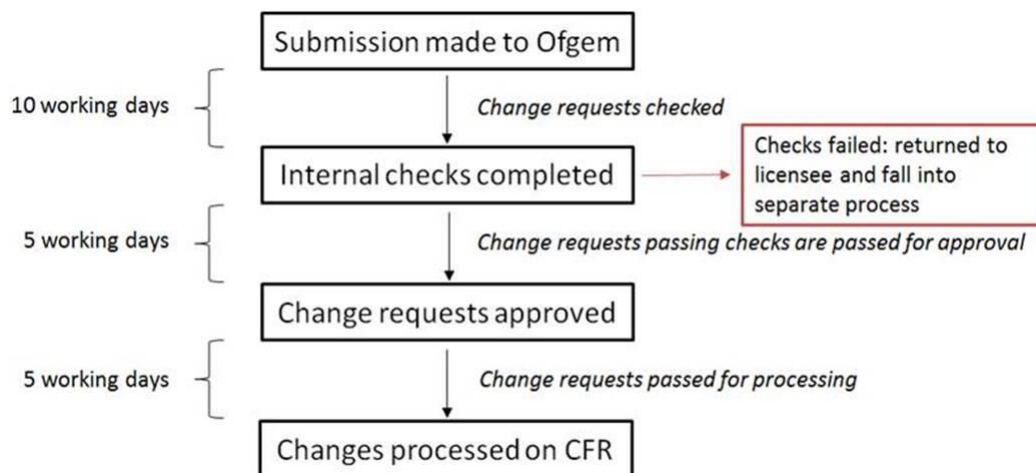 Submission made to Ofgem
10 working days
Change requests checked
Internal checks completed
Checks failed: returned to
licensee and fall into
separate process
5 working days
Change requests passing checks are passed for approval
Change requests approved
5 working days
Change requests passed for processing
Changes processed on CFR